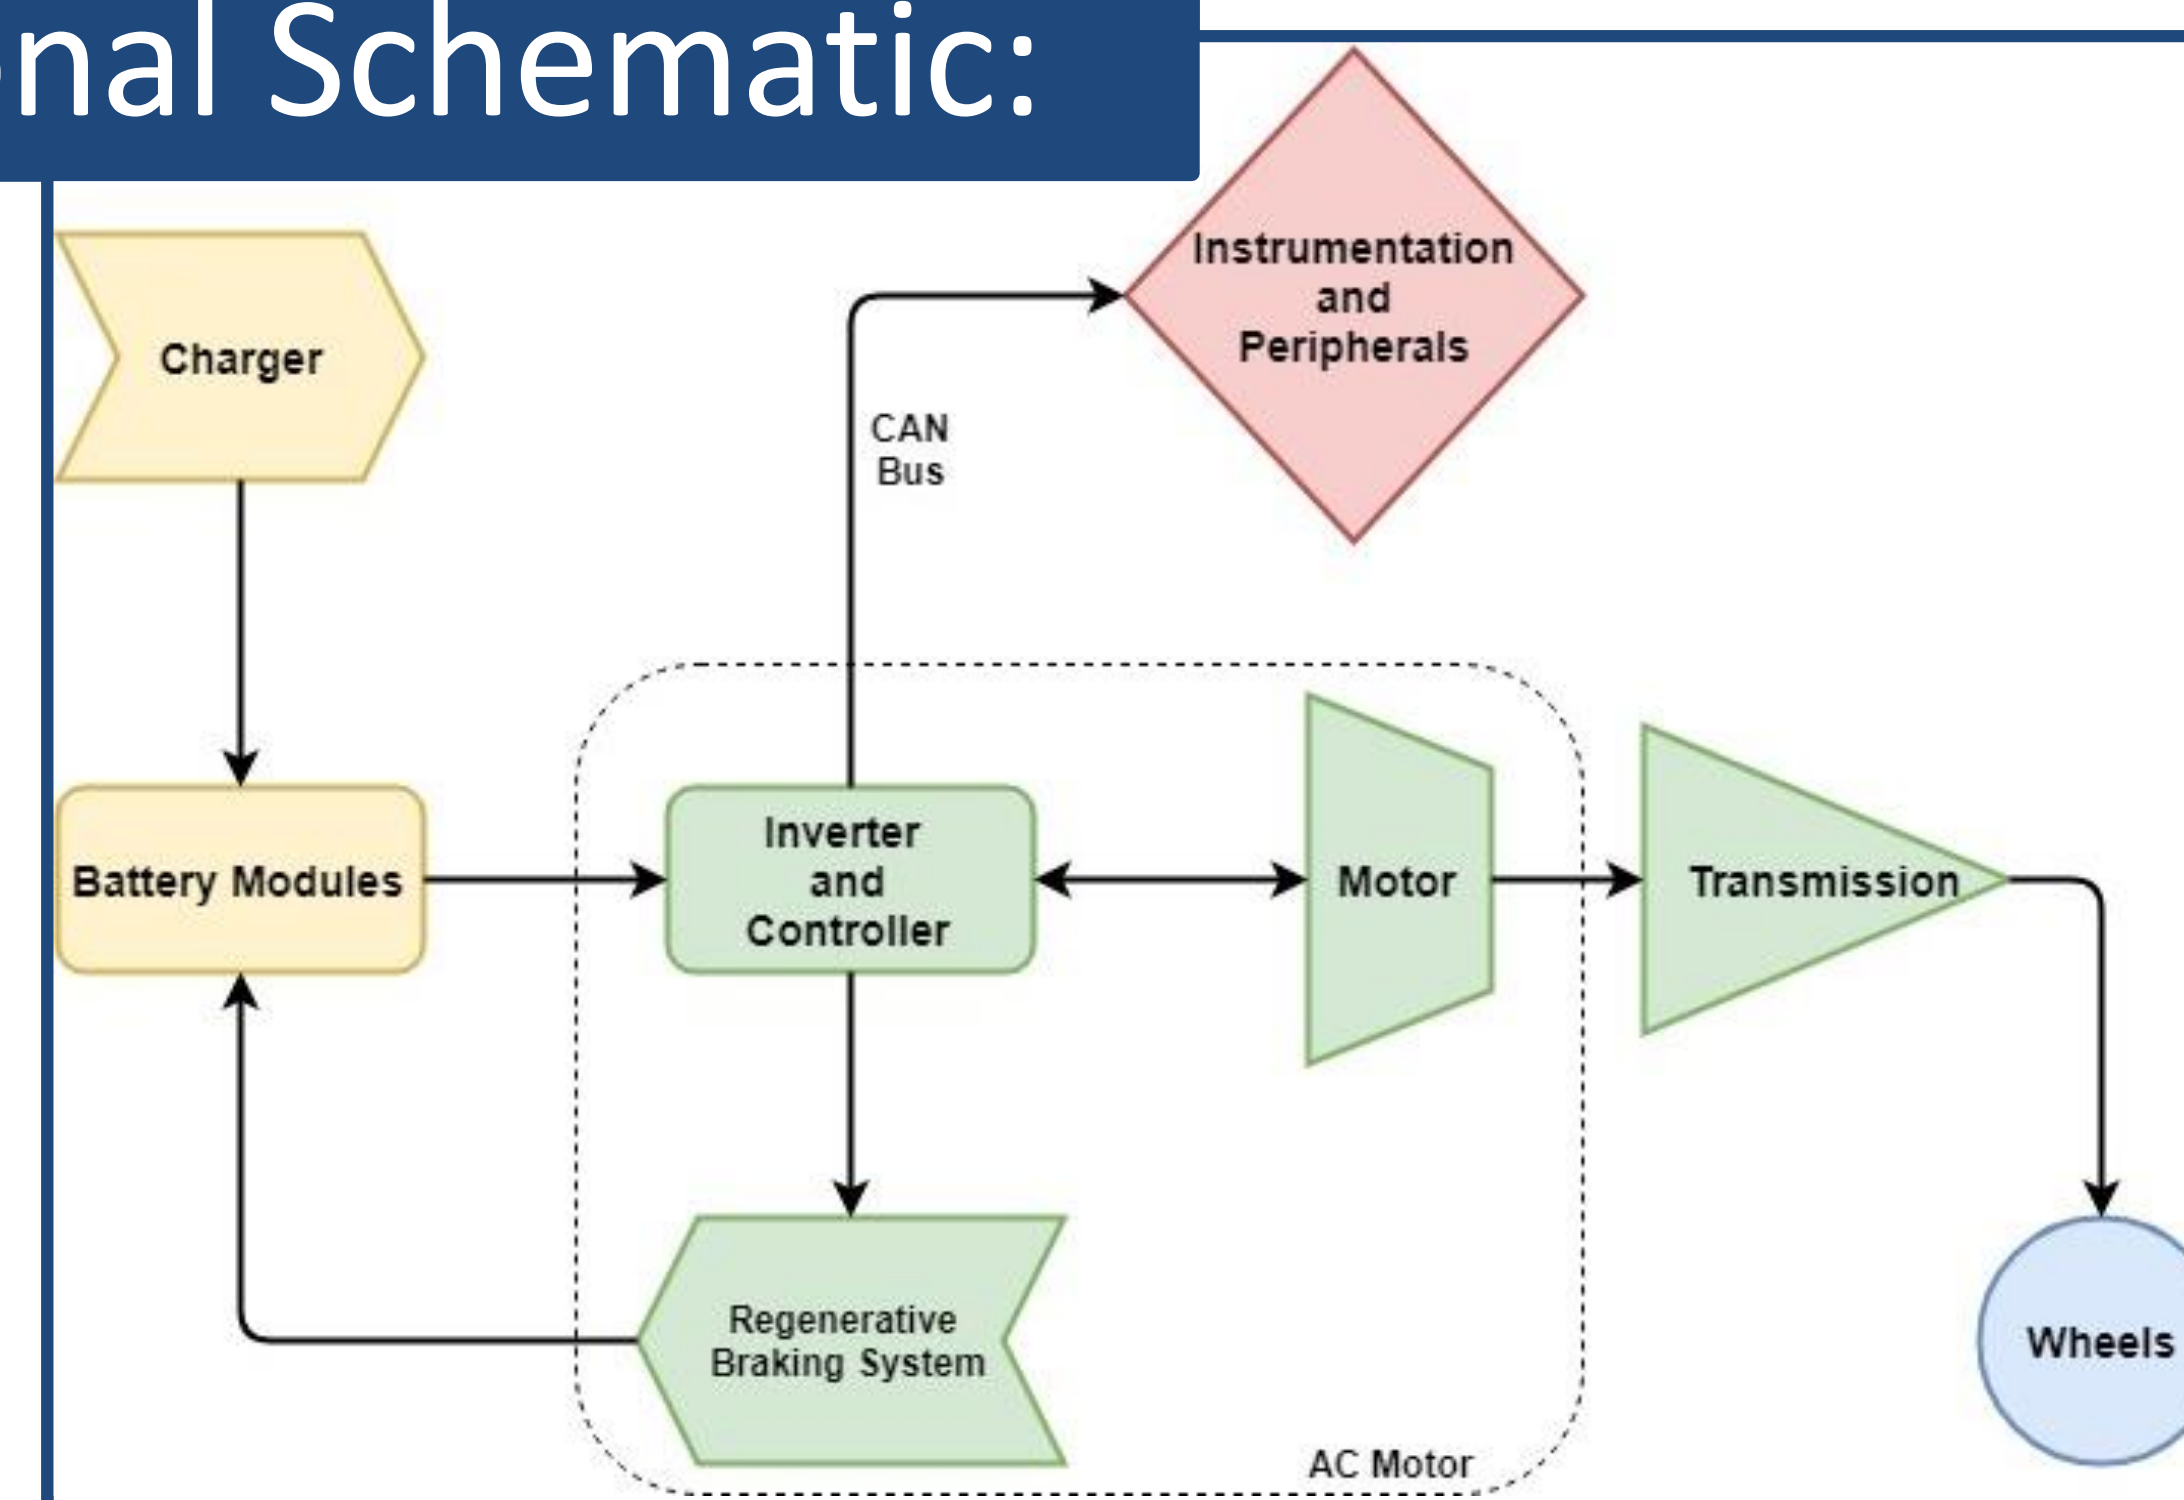 nal Schematic:
Instrumentation
and
Peripherals
Charger
CAN
Bus
Battery Modules
Inverter
and
Controller
Motor
Transmission
Regenerative
Braking System
Wheels
AC Motor